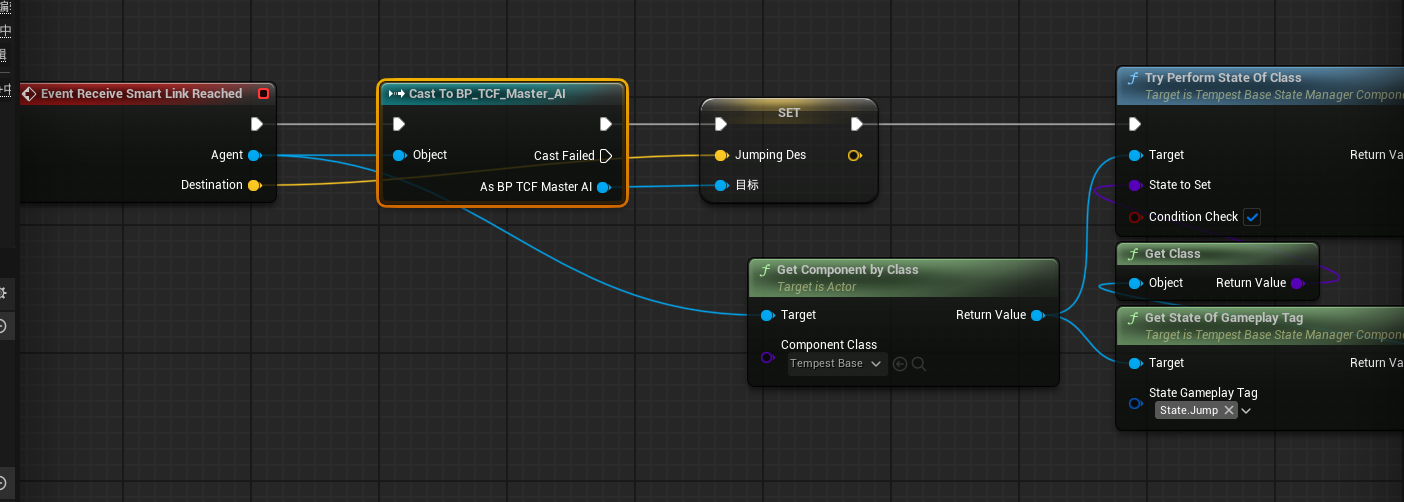 Event Receive Smart Link Reached
Agent
Destination
Cast To BP_TCF_Master_AI
Object
Cast Failed
As BP TCF Master AI
SET
Jumping Des
目标
Get Component by Class
Target is Actor
Target
Return Value
Component Class
Tempest Base
Try Perform State Of Class
Target is Tempest Base State Manager Compon
Target
Return Va
State to Set
Condition Check
Get Class
Object
Return Value
Get State Of Gameplay Tag
Target is Tempest Base State Manager Compon
Target
Return Va
State Gameplay Tag
State.Jump